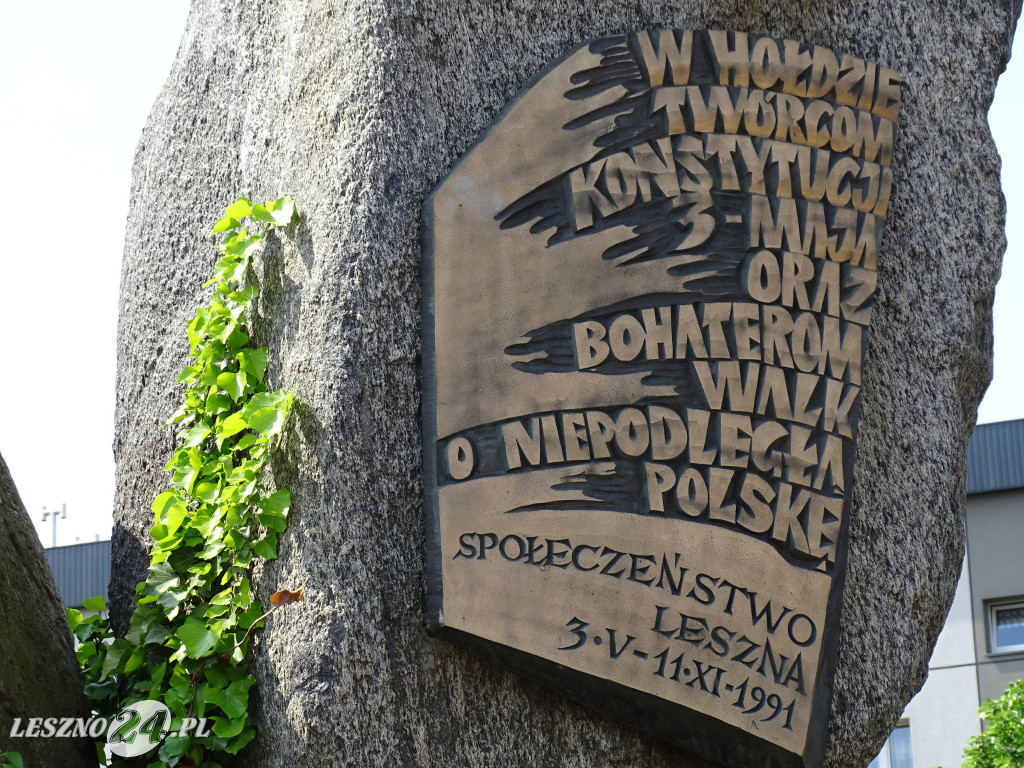 W HOŁDZIE
TWÓRCOM
KONSTYTUCJI
3-MAJA
ORAZ
BOHATEROM
WALK
O NIEPODLEGŁĄ
POLSKĘ
SPOŁECZEŃSTWO
LESZNA
3·V-11·XI·1991
LESZNO24.PL